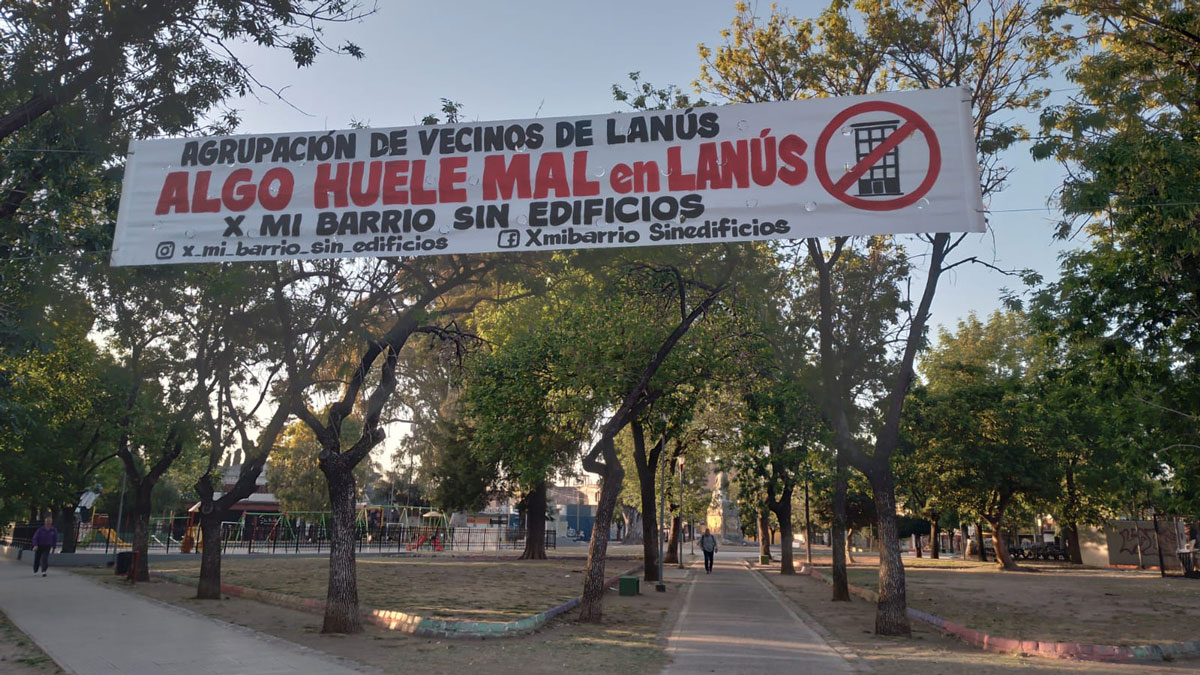 AGRUPACIÓN DE VECINOS DE LANÚS
ALGO HUELE MAL en LANÚS
X MI BARRIO SIN EDIFICIOS
x_mi_barrio_sin_edificios
Xmibarrio Sinedificios